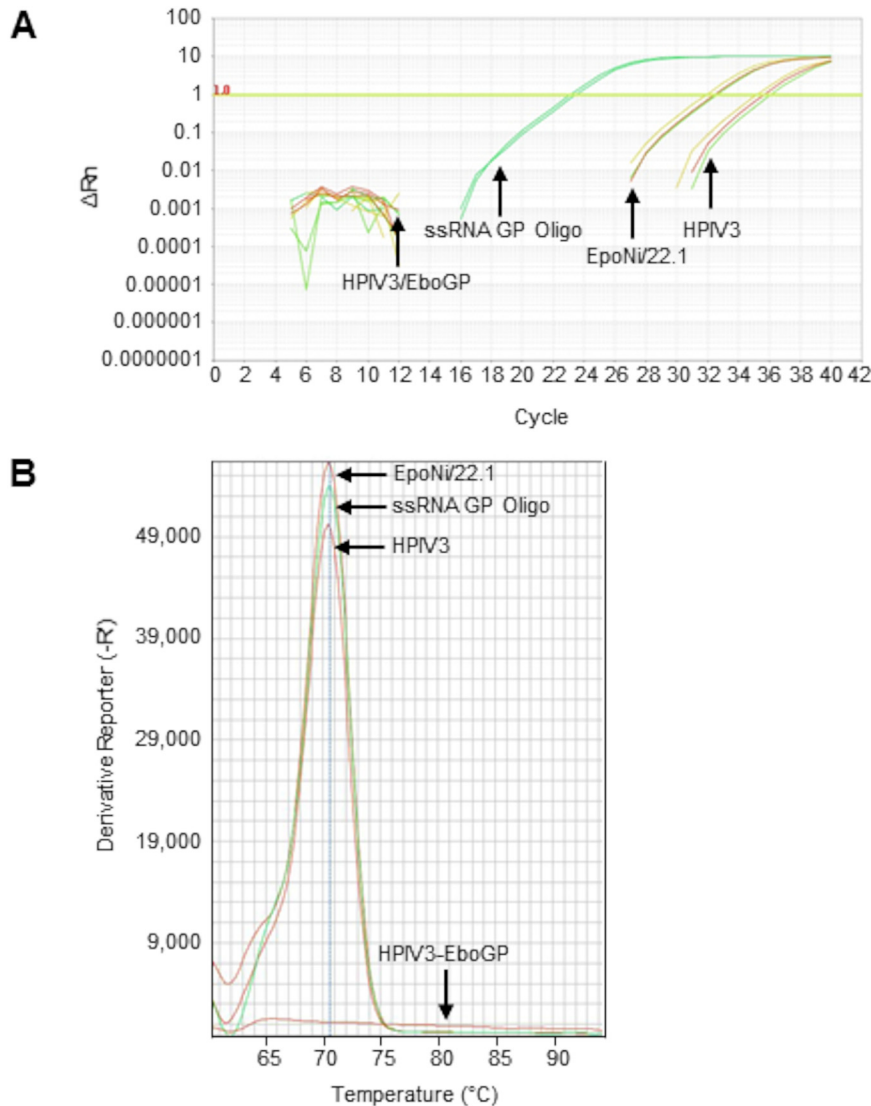 A
100
10
1
1.0
0.1
0.01
0.001
0.0001
0.00001
0.000001
0.0000001
ΔRn
ssRNA GP Oligo
HPIV3
EpoNi/22.1
HPIV3/EboGP
0 2 4 6 8 10 12 14 16 18 20 22 24 26 28 30 32 34 36 38 40 42
Cycle
B
EpoNi/22.1
ssRNA GP Oligo
HPIV3
49,000
39,000
29,000
19,000
9,000
Derivative Reporter (-R')
HPIV3-EboGP
65 70 75 80 85 90
Temperature (°C)